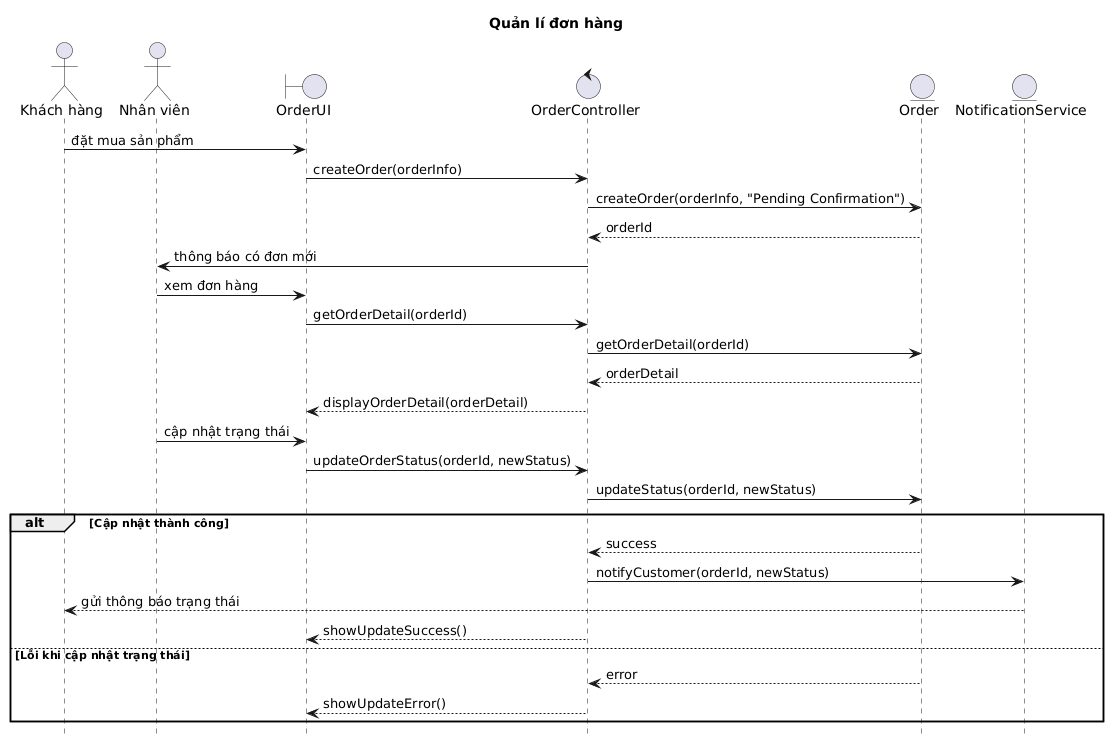 Quản lí đơn hàng
Khách hàng
Nhân viên
OrderUI
OrderController
Order
NotificationService
đặt mua sản phẩm
createOrder(orderInfo)
createOrder(orderInfo, "Pending Confirmation")
orderId
thông báo có đơn mới
xem đơn hàng
getOrderDetail(orderId)
getOrderDetail(orderId)
orderDetail
displayOrderDetail(orderDetail)
cập nhật trạng thái
updateOrderStatus(orderId, newStatus)
updateStatus(orderId, newStatus)
alt [Cập nhật thành công]
success
notifyCustomer(orderId, newStatus)
gửi thông báo trạng thái
showUpdateSuccess()
[Lỗi khi cập nhật trạng thái]
error
showUpdateError()